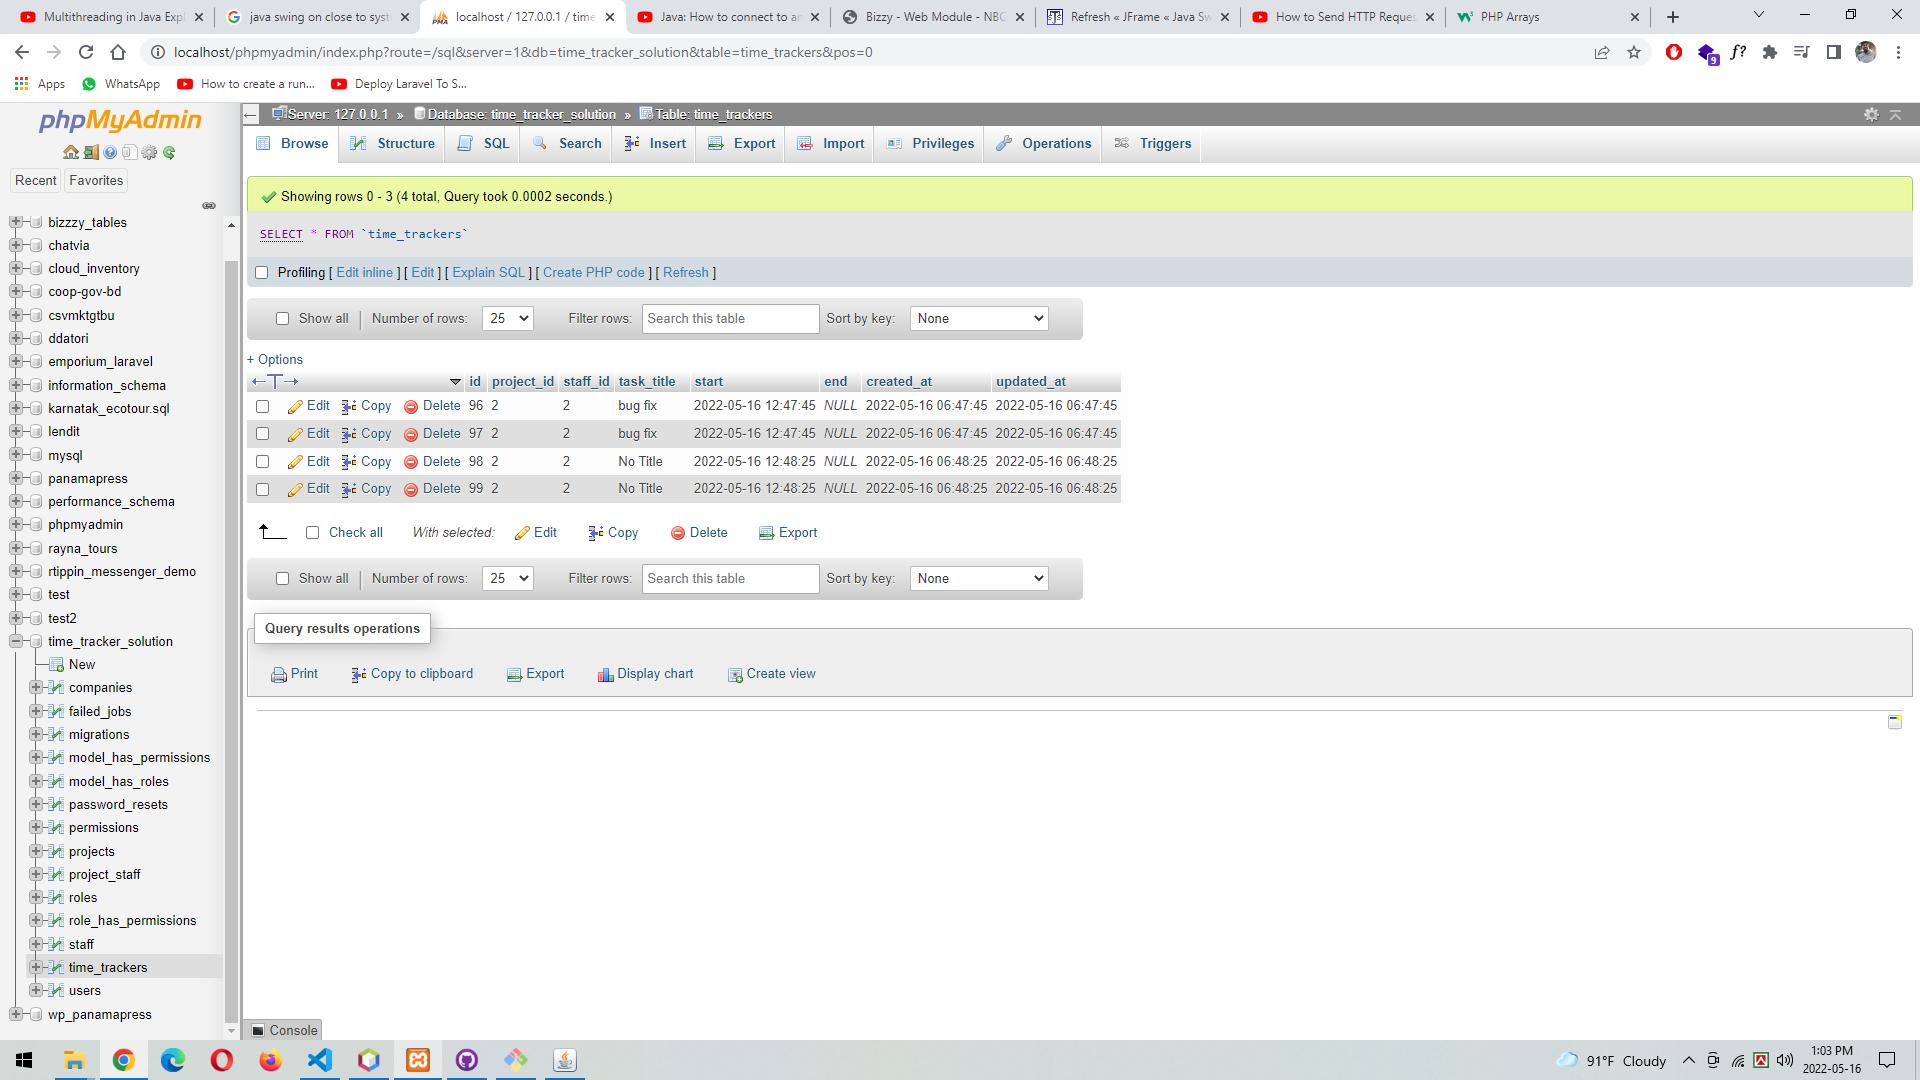 Multithreading in Java Expl
java swing on close to syst
localhost / 127.0.0.1 / time
Java: How to connect to an
Bizzy - Web Module - NBC
Refresh « JFrame « Java Sw
How to Send HTTP Reques
PHP Arrays
localhost/phpmyadmin/index.php?route=/sql&server=1&db=time_tracker_solution&table=time_trackers&pos=0
f?
9
Apps
WhatsApp
How to create a run...
Deploy Laravel To S...
phpMyAdmin
Recent
Favorites
bizzzy_tables
chatvia
cloud_inventory
coop-gov-bd
csvmktgtbu
ddatori
emporium_laravel
information_schema
karnatak_ecotour.sql
lendit
mysql
panamapress
performance_schema
phpmyadmin
rayna_tours
rtippin_messenger_demo
test
test2
time_tracker_solution
New
companies
failed_jobs
migrations
model_has_permissions
model_has_roles
password_resets
permissions
projects
project_staff
roles
role_has_permissions
staff
time_trackers
users
wp_panamapress
Server: 127.0.0.1 » Database: time_tracker_solution » Table: time_trackers
Browse Structure SQL Search Insert Export Import Privileges Operations Triggers
Showing rows 0 - 3 (4 total, Query took 0.0002 seconds.)
SELECT * FROM `time_trackers`
Profiling [ Edit inline ] [ Edit ] [ Explain SQL ] [ Create PHP code ] [ Refresh ]
Show all Number of rows: 25 Filter rows: Search this table Sort by key: None
+ Options
id project_id staff_id task_title start end created_at updated_at
Edit Copy Delete 96 2 2 bug fix 2022-05-16 12:47:45 NULL 2022-05-16 06:47:45 2022-05-16 06:47:45
Edit Copy Delete 97 2 2 bug fix 2022-05-16 12:47:45 NULL 2022-05-16 06:47:45 2022-05-16 06:47:45
Edit Copy Delete 98 2 2 No Title 2022-05-16 12:48:25 NULL 2022-05-16 06:48:25 2022-05-16 06:48:25
Edit Copy Delete 99 2 2 No Title 2022-05-16 12:48:25 NULL 2022-05-16 06:48:25 2022-05-16 06:48:25
Check all With selected: Edit Copy Delete Export
Show all Number of rows: 25 Filter rows: Search this table Sort by key: None
Query results operations
Print Copy to clipboard Export Display chart Create view
Console
91°F Cloudy
1:03 PM
2022-05-16